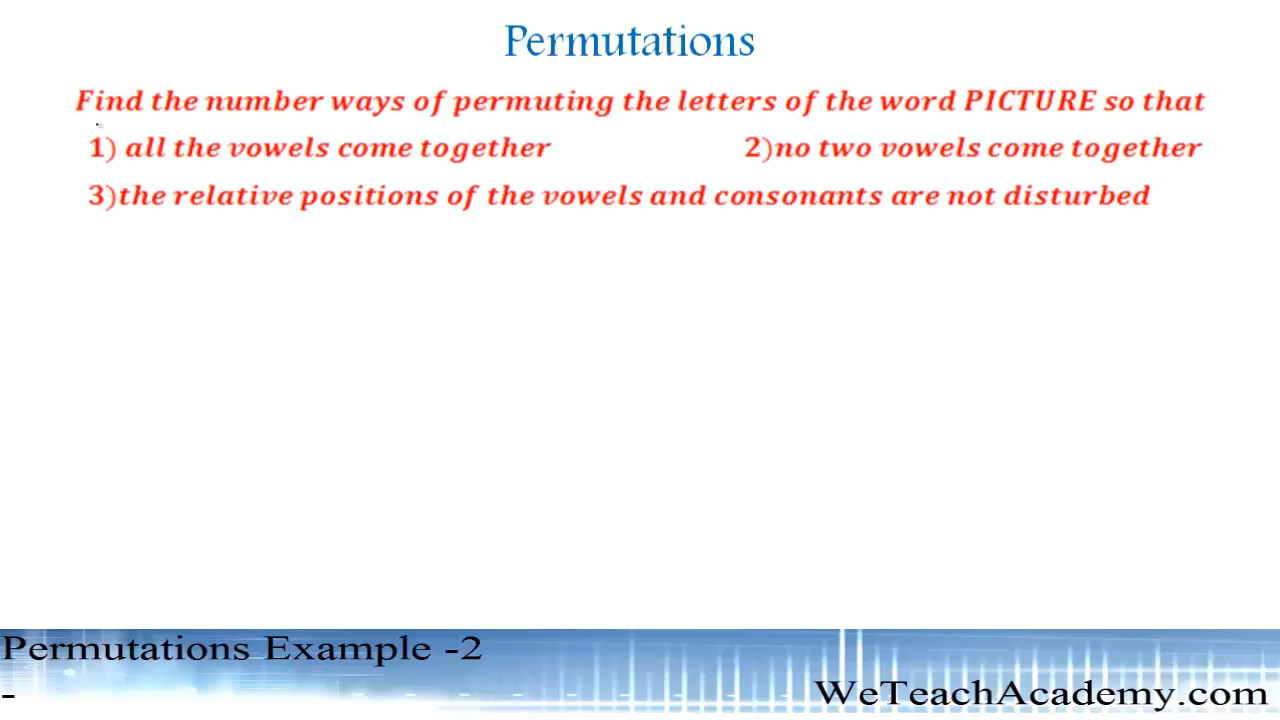 Permutations
Find the number ways of permuting the letters of the word PICTURE so that
1) all the vowels come together 2)no two vowels come together
3)the relative positions of the vowels and consonants are not disturbed
Permutations Example -2
-
WeTeachAcademy.com